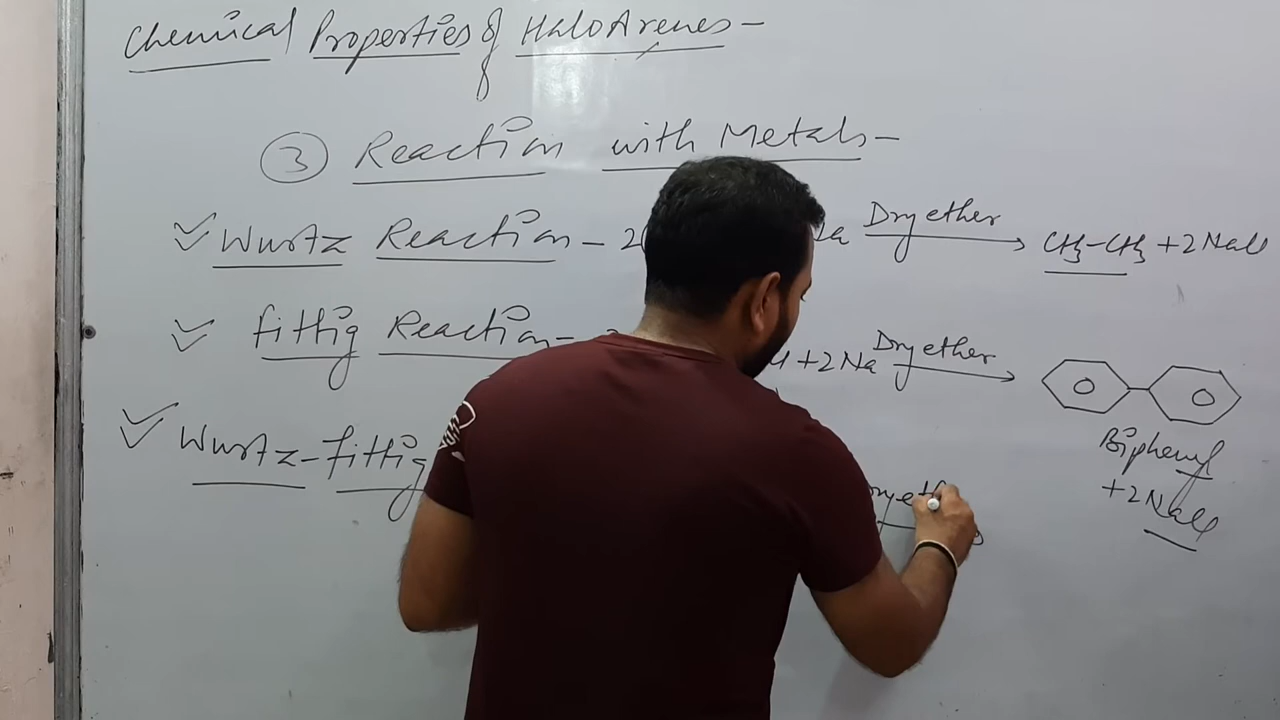 Chemical Properties of HaloArenes-
③ Reaction with Metals-
Wurtz Reaction - 2 Dry ether CH3-CH3 + 2NaCl
fittig Reaction - + 2Na Dry ether
Biphenyl
+ 2NaCl
Wurtz-fittig